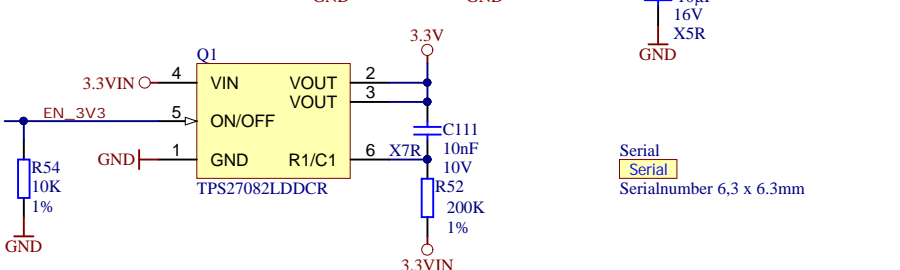 GND
GND
16V
X5R
GND
3.3V
Q1
3.3VIN
4
VIN
VOUT
2
VOUT
3
EN_3V3
5
ON/OFF
C111
10nF
10V
GND
1
GND
R1/C1
6
X7R
TPS27082LDDCR
R54
10K
1%
GND
R52
200K
1%
3.3VIN
Serial
Serial
Serialnumber 6,3 x 6.3mm